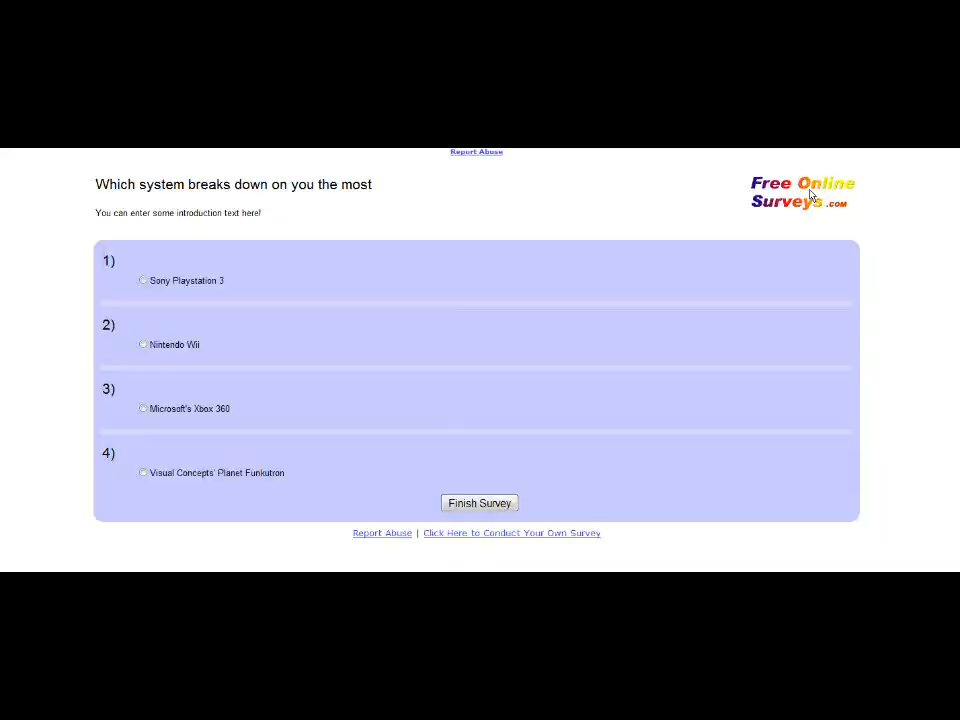 Report Abuse
Which system breaks down on you the most
Free Online
Surveys.com
You can enter some introduction text here!
1)
Sony Playstation 3
2)
Nintendo Wii
3)
Microsoft's Xbox 360
4)
Visual Concepts' Planet Funkutron
Finish Survey
Report Abuse | Click Here to Conduct Your Own Survey